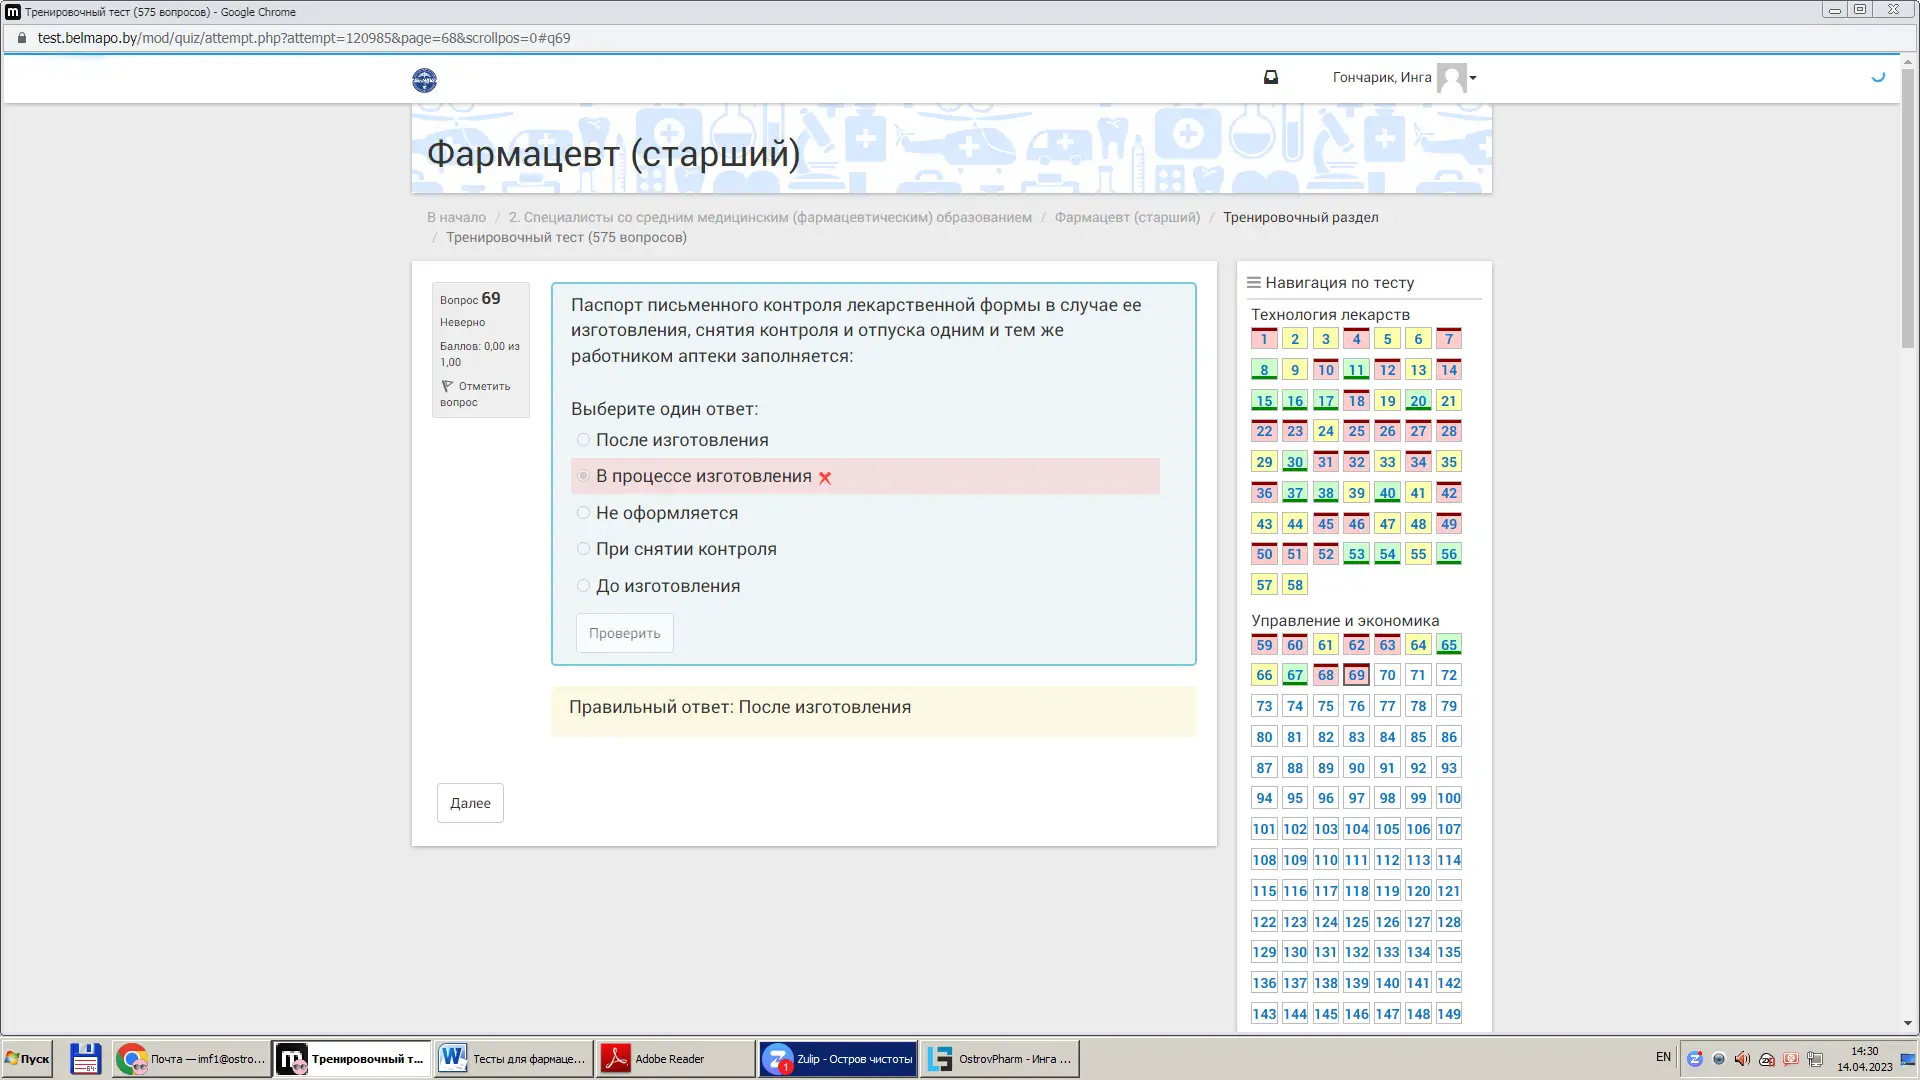 Тренировочный тест (575 вопросов) - Google Chrome
test.belmapo.by/mod/quiz/attempt.php?attempt=120985&page=68&scrollpos=0#q69
Гончарик, Инга
Фармацевт (старший)
В начало / 2. Специалисты со средним медицинским (фармацевтическим) образованием / Фармацевт (старший) / Тренировочный раздел
/ Тренировочный тест (575 вопросов)
Вопрос 69
Неверно
Баллов: 0,00 из
1,00
Отметить
вопрос
Паспорт письменного контроля лекарственной формы в случае ее
изготовления, снятия контроля и отпуска одним и тем же
работником аптеки заполняется:
Выберите один ответ:
После изготовления
В процессе изготовления
Не оформляется
При снятии контроля
До изготовления
Проверить
Правильный ответ: После изготовления
Далее
Навигация по тесту
Технология лекарств
1 2 3 4 5 6 7
8 9 10 11 12 13 14
15 16 17 18 19 20 21
22 23 24 25 26 27 28
29 30 31 32 33 34 35
36 37 38 39 40 41 42
43 44 45 46 47 48 49
50 51 52 53 54 55 56
57 58
Управление и экономика
59 60 61 62 63 64 65
66 67 68 69 70 71 72
73 74 75 76 77 78 79
80 81 82 83 84 85 86
87 88 89 90 91 92 93
94 95 96 97 98 99 100
101 102 103 104 105 106 107
108 109 110 111 112 113 114
115 116 117 118 119 120 121
122 123 124 125 126 127 128
129 130 131 132 133 134 135
136 137 138 139 140 141 142
143 144 145 146 147 148 149
Пуск
Почта — imf1@ostro...
Тренировочный т...
Тесты для фармаце...
Adobe Reader
Zulip - Остров чистоты
OstrovPharm - Инга ...
EN
14:30
14.04.2023